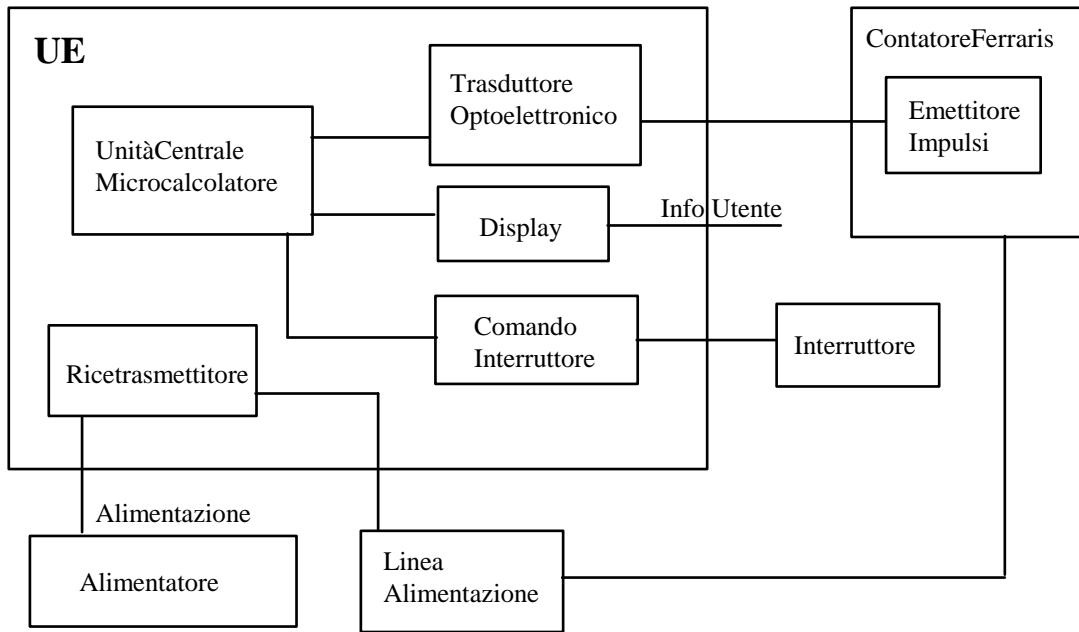 UE
ContatoreFerraris
Trasduttore
Optoelettronico
Emettitore
Impulsi
UnitàCentrale
Microcalcolatore
Info Utente
Display
Comando
Interruttore
Interruttore
Ricetrasmettitore
Alimentazione
Alimentatore
Linea
Alimentazione